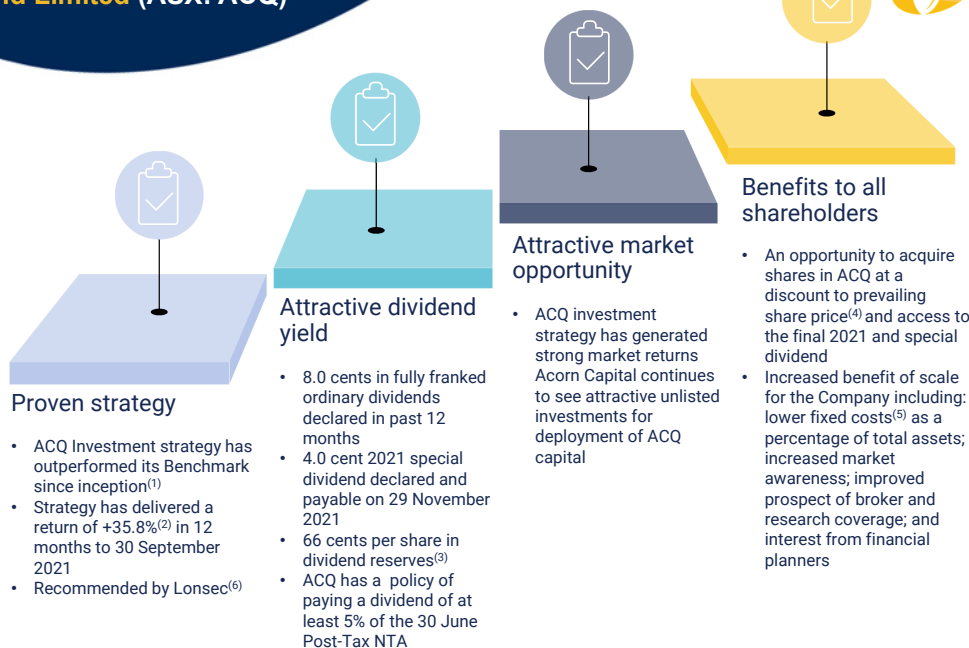 Limited (ASX: ACQ)
Proven strategy
• ACQ Investment strategy has
outperformed its Benchmark
since inception(1)
• Strategy has delivered a
return of +35.8%(2) in 12
months to 30 September
2021
• Recommended by Lonsec(6)
Attractive dividend
yield
• 8.0 cents in fully franked
ordinary dividends
declared in past 12
months
• 4.0 cent 2021 special
dividend declared and
payable on 29 November
2021
• 66 cents per share in
dividend reserves(3)
• ACQ has a policy of
paying a dividend of at
least 5% of the 30 June
Post-Tax NTA
Attractive market
opportunity
• ACQ investment
strategy has generated
strong market returns
Acorn Capital continues
to see attractive unlisted
investments for
deployment of ACQ
capital
Benefits to all
shareholders
• An opportunity to acquire
shares in ACQ at a
discount to prevailing
share price(4) and access to
the final 2021 and special
dividend
• Increased benefit of scale
for the Company including:
lower fixed costs(5) as a
percentage of total assets;
increased market
awareness; improved
prospect of broker and
research coverage; and
interest from financial
planners